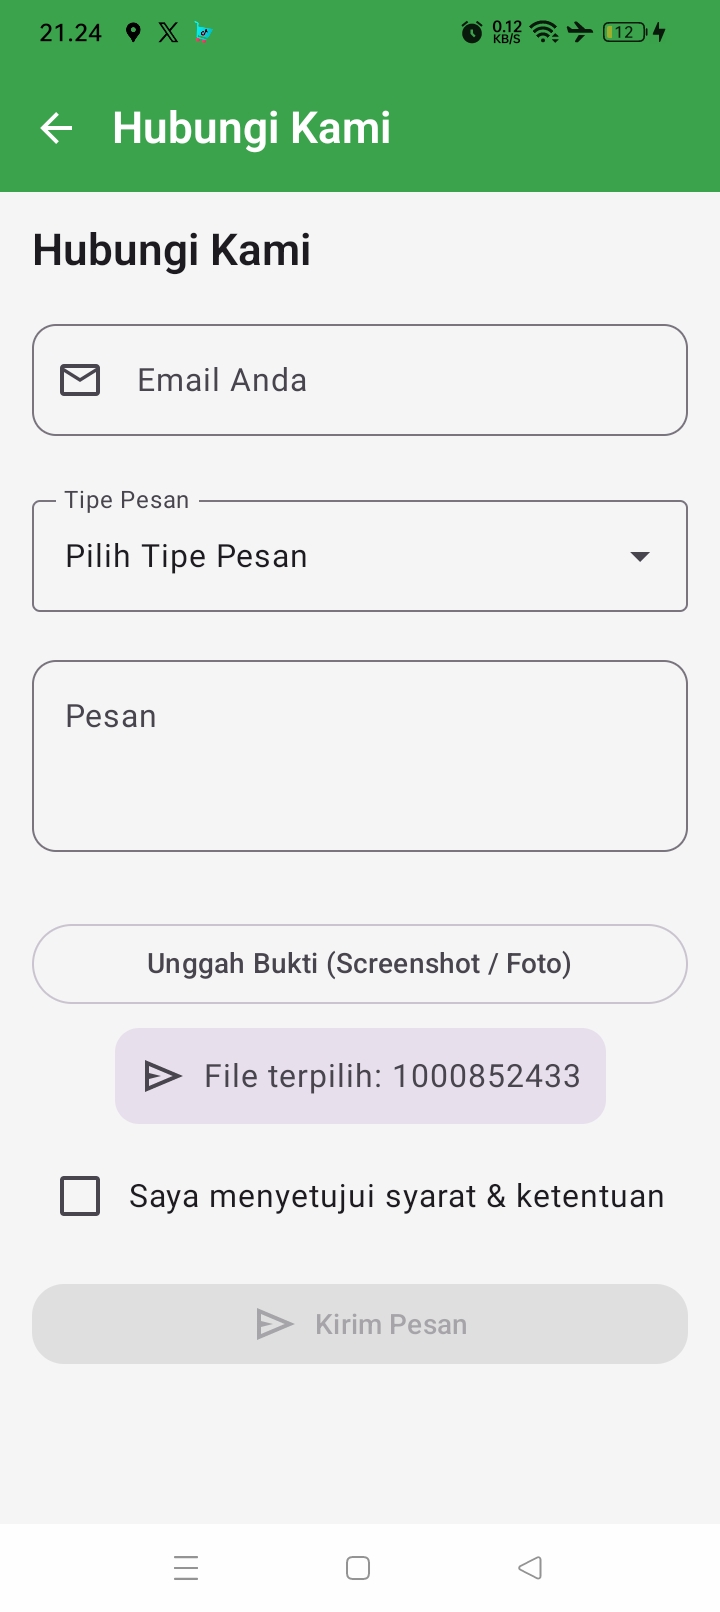 21.24 0.12 KB/S 12
Hubungi Kami
Hubungi Kami
Email Anda
Tipe Pesan
Pilih Tipe Pesan
Pesan
Unggah Bukti (Screenshot / Foto)
File terpilih: 1000852433
Saya menyetujui syarat & ketentuan
Kirim Pesan